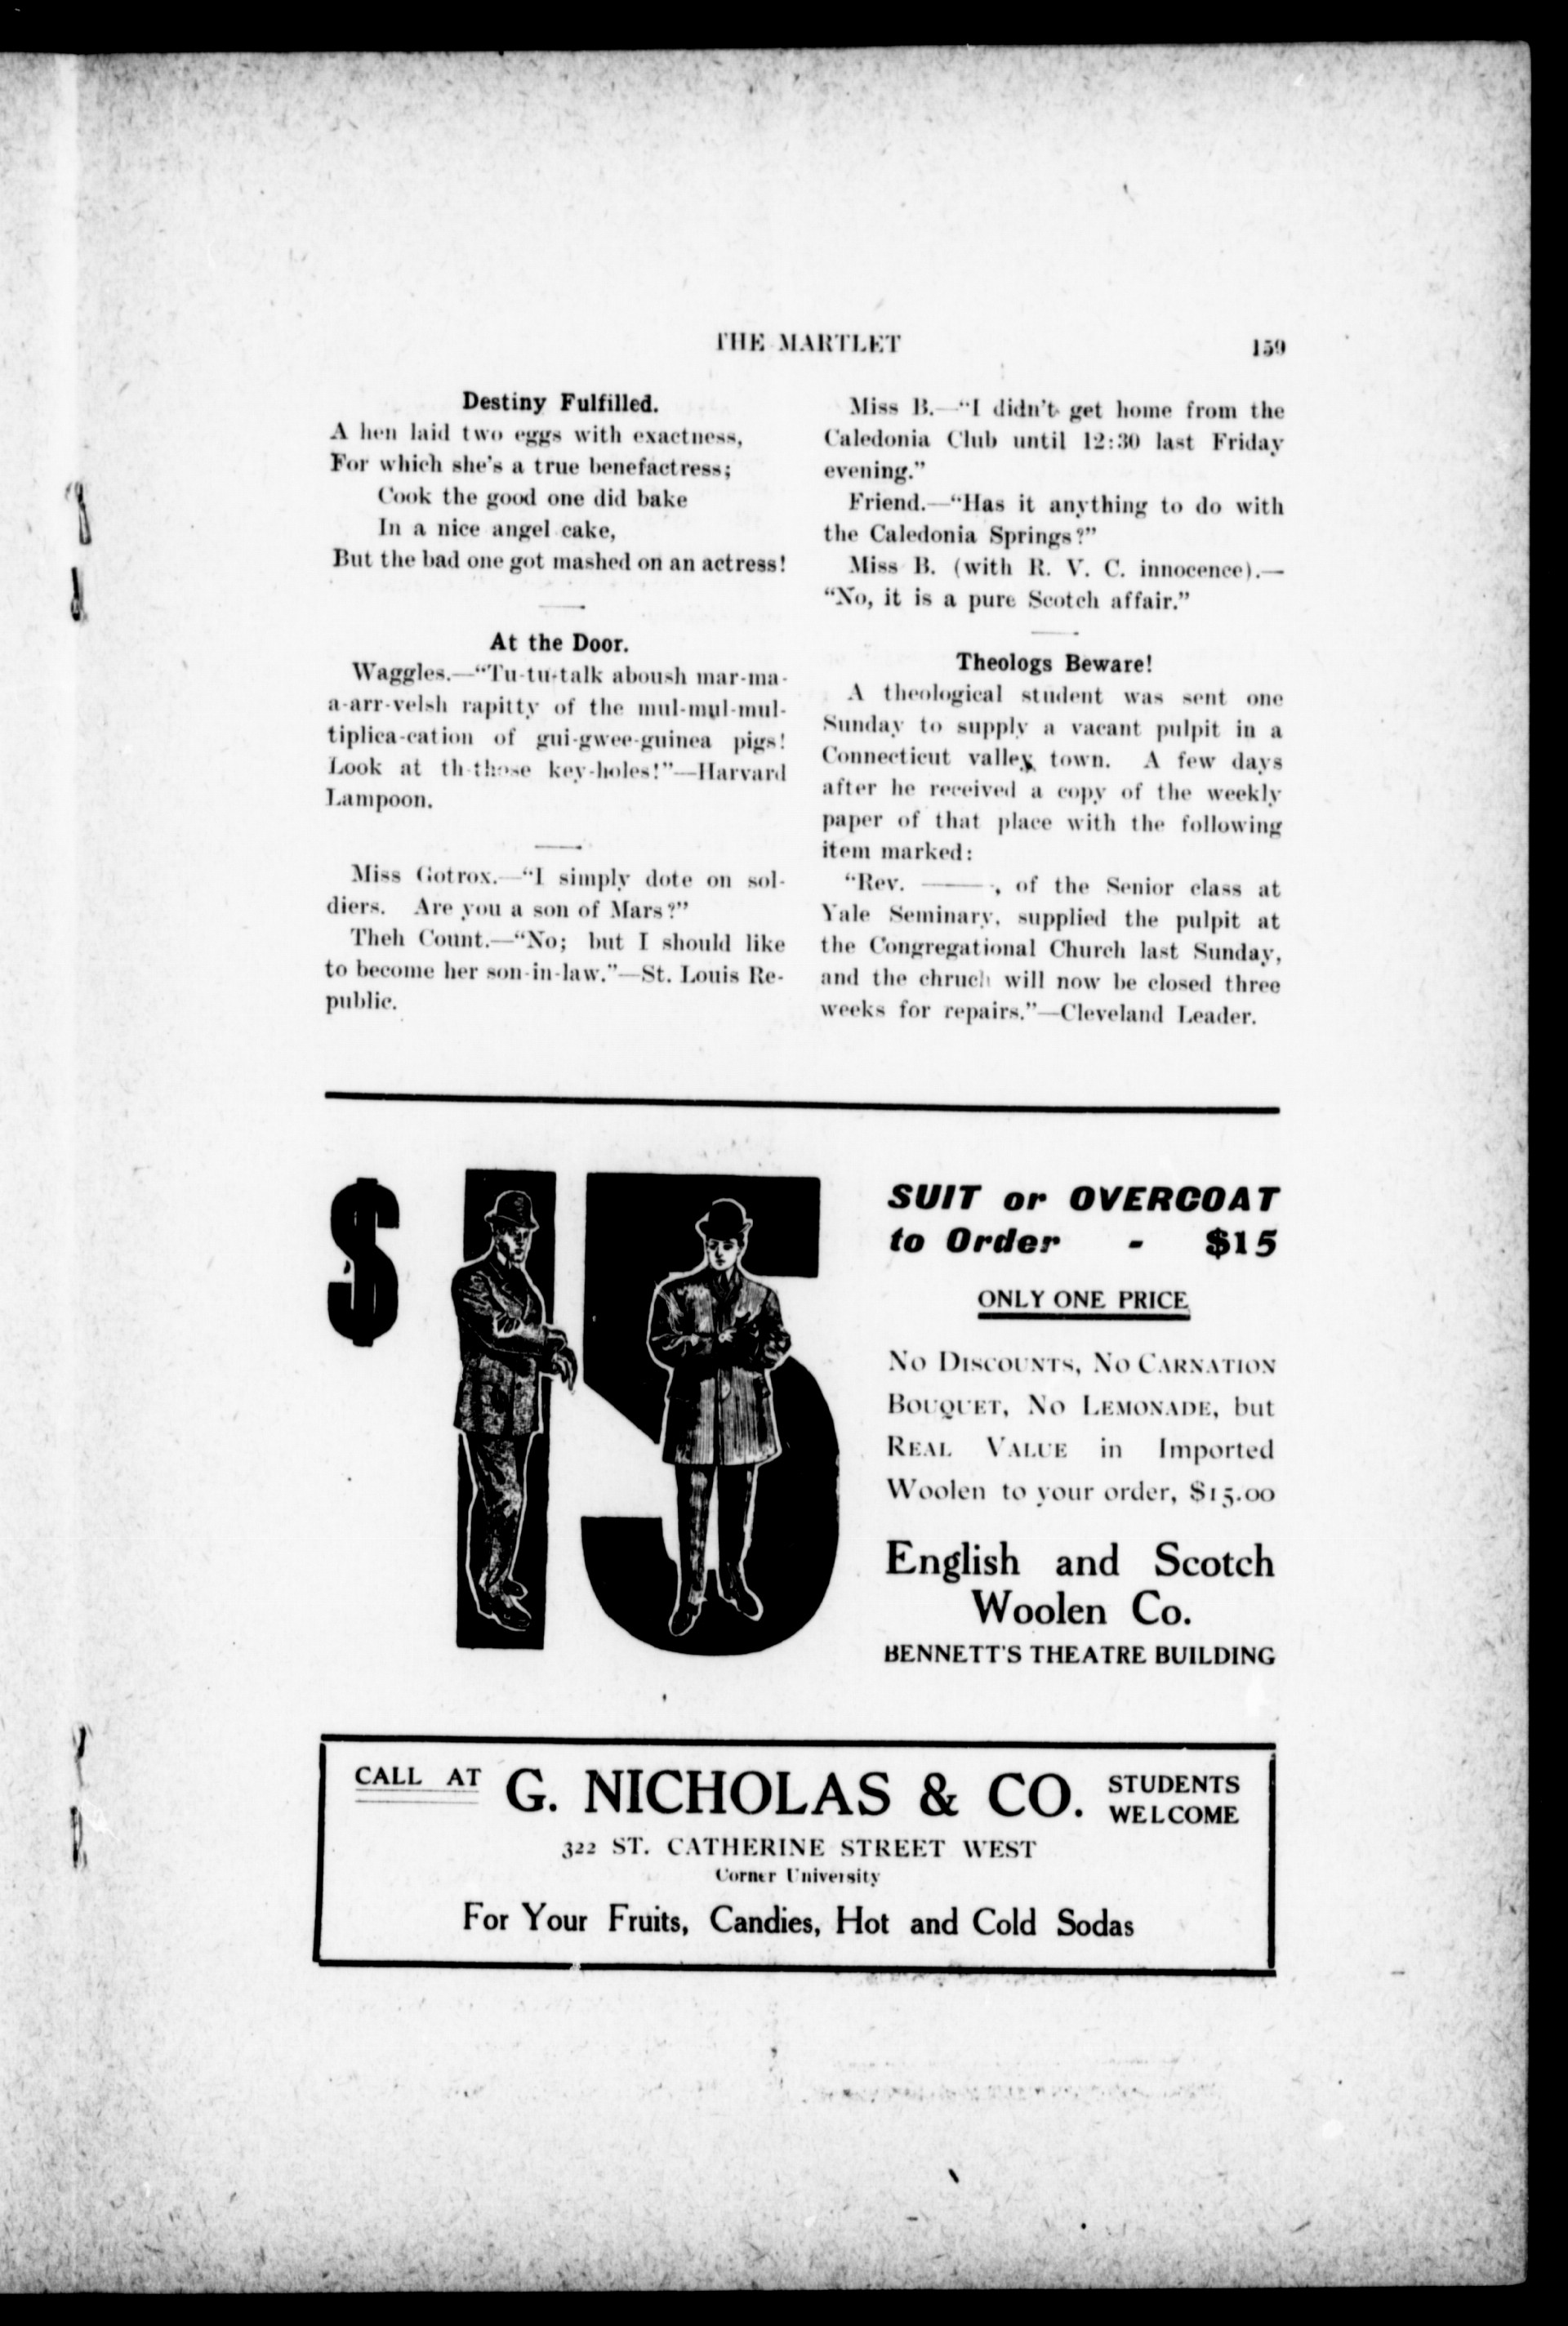 THE MARTLET
159
Destiny Fulfilled.
A hen laid two eggs with exactness,
For which she's a true benefactress;
Cook the good one did bake
In a nice angel cake,
But the bad one got mashed on an actress!
At the Door.
Waggles.—“Tu-tu-talk aboush mar-ma-
a-arr-velsh rapitty of the mul-mul-mul-
tiplica-cation of gui-gwee-guinea pigs!
Look at th-those key-holes!”—Harvard
Lampoon.
Miss Gotrox.—“I simply dote on sol-
diers. Are you a son of Mars?”
Theh Count.—“No; but I should like
to become her son-in-law.”—St. Louis Re-
public.
Miss B.—“I didn't get home from the
Caledonia Club until 12:30 last Friday
evening.”
Friend.—“Has it anything to do with
the Caledonia Springs?”
Miss B. (with R. V. C. innocence).—
“No, it is a pure Scotch affair.”
Theologs Beware!
A theological student was sent one
Sunday to supply a vacant pulpit in a
Connecticut valley town. A few days
after he received a copy of the weekly
paper of that place with the following
item marked:
“Rev. ———, of the Senior class at
Yale Seminary, supplied the pulpit at
the Congregational Church last Sunday,
and the chruch will now be closed three
weeks for repairs.”—Cleveland Leader.
$15
SUIT or OVERCOAT
to Order - $15
ONLY ONE PRICE
No Discounts, No Carnation
Bouquet, No Lemonade, but
Real Value in Imported
Woolen to your order, $15.00
English and Scotch
Woolen Co.
BENNETT'S THEATRE BUILDING
CALL AT G. NICHOLAS & CO. STUDENTS
WELCOME
322 ST. CATHERINE STREET WEST
Corner University
For Your Fruits, Candies, Hot and Cold Sodas